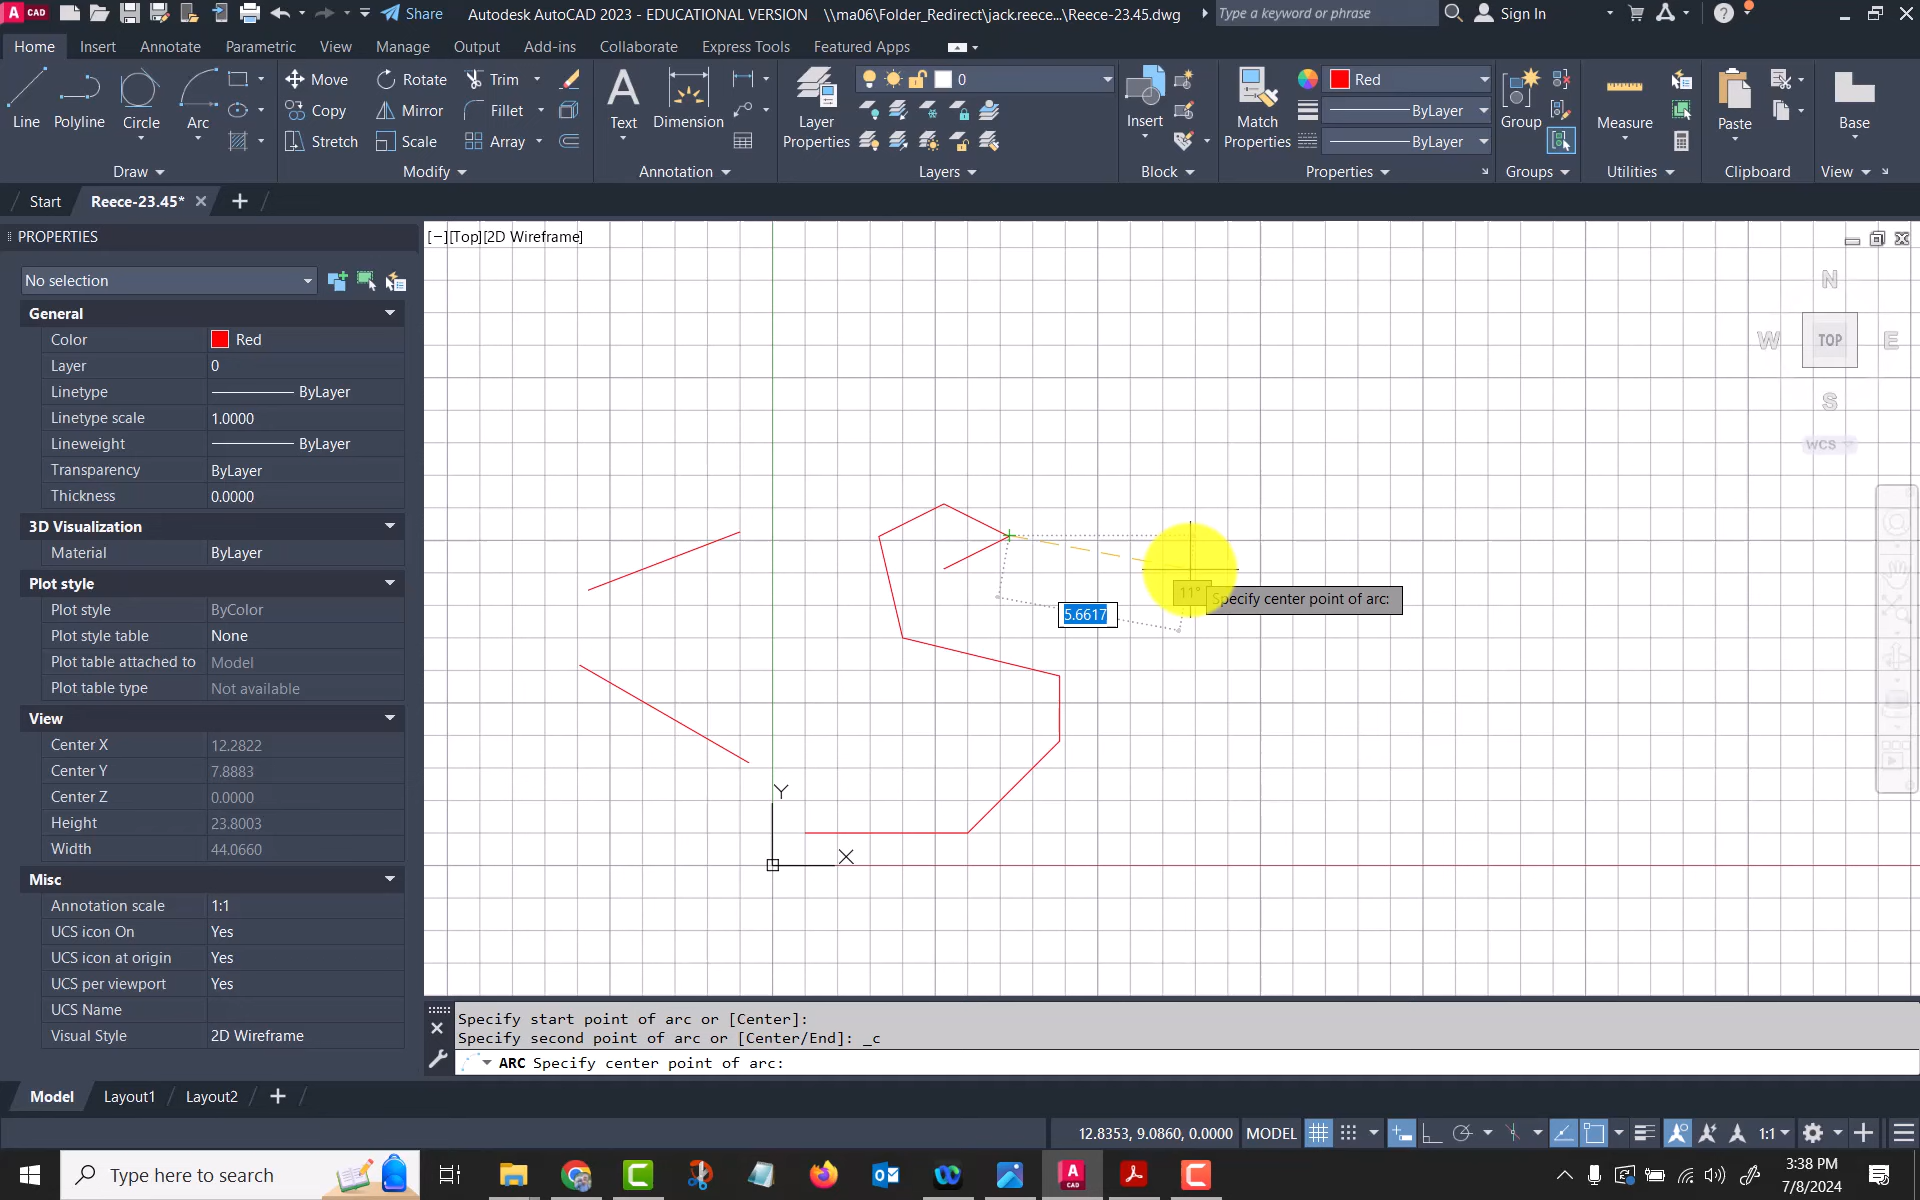 A CAD
Share
Autodesk AutoCAD 2023 - EDUCATIONAL VERSION
\\ma06\Folder_Redirect\jack.reece...\Reece-23.45.dwg
Type a keyword or phrase
Sign In
?
Home Insert Annotate Parametric View Manage Output Add-ins Collaborate Express Tools Featured Apps
Line
Polyline
Circle
Arc
Move
Rotate
Trim
Copy
Mirror
Fillet
Stretch
Scale
Array
A
Text
Dimension
Layer
Properties
0
Insert
Match
Properties
Red
ByLayer
ByLayer
Group
Measure
Paste
Base
Draw
Modify
Annotation
Layers
Block
Properties
Groups
Utilities
Clipboard
View
Start
Reece-23.45*
PROPERTIES
No selection
General
Color Red
Layer 0
Linetype ByLayer
Linetype scale 1.0000
Lineweight ByLayer
Transparency ByLayer
Thickness 0.0000
3D Visualization
Material ByLayer
Plot style
Plot style ByColor
Plot style table None
Plot table attached to Model
Plot table type Not available
View
Center X 12.2822
Center Y 7.8883
Center Z 0.0000
Height 23.8003
Width 44.0660
Misc
Annotation scale 1:1
UCS icon On Yes
UCS icon at origin Yes
UCS per viewport Yes
UCS Name
Visual Style 2D Wireframe
[−][Top][2D Wireframe]
N
W
TOP
E
S
WCS
11°
Specify center point of arc:
5.6617
Y
X
Specify start point of arc or [Center]:
Specify second point of arc or [Center/End]: _c
ARC Specify center point of arc:
Model
Layout1
Layout2
12.8353, 9.0860, 0.0000
MODEL
1:1
Type here to search
A CAD
3:38 PM
7/8/2024